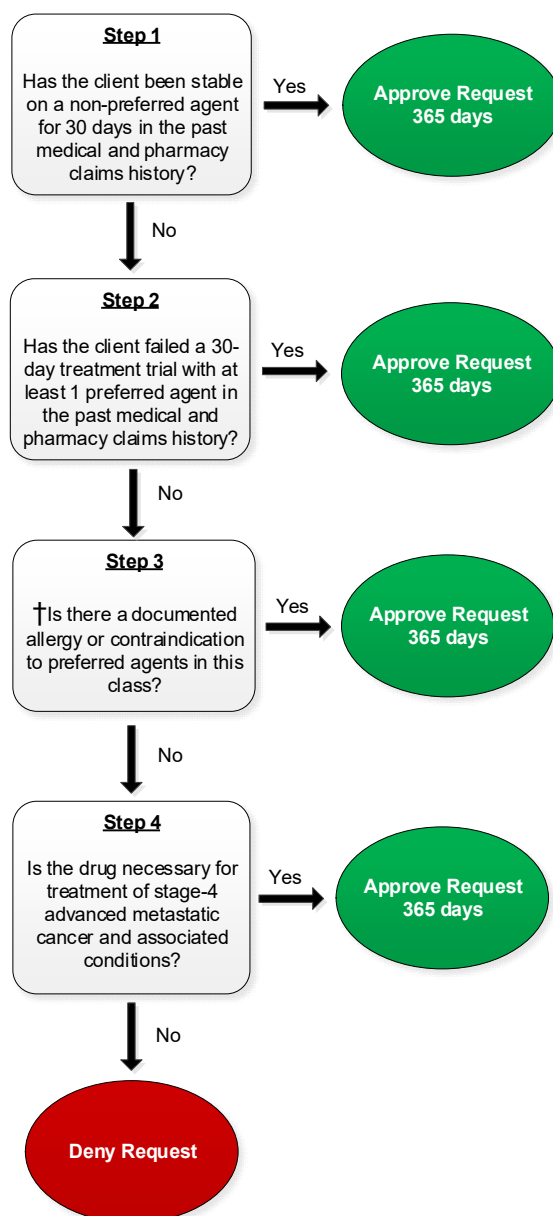 Step 1
Has the client been stable
on a non-preferred agent
for 30 days in the past
medical and pharmacy
claims history?
Yes
Approve Request
365 days
No
Step 2
Has the client failed a 30-
day treatment trial with at
least 1 preferred agent in
the past medical and
pharmacy claims history?
Yes
Approve Request
365 days
No
Step 3
†Is there a documented
allergy or contraindication
to preferred agents in this
class?
Yes
Approve Request
365 days
No
Step 4
Is the drug necessary for
treatment of stage-4
advanced metastatic
cancer and associated
conditions?
Yes
Approve Request
365 days
No
Deny Request